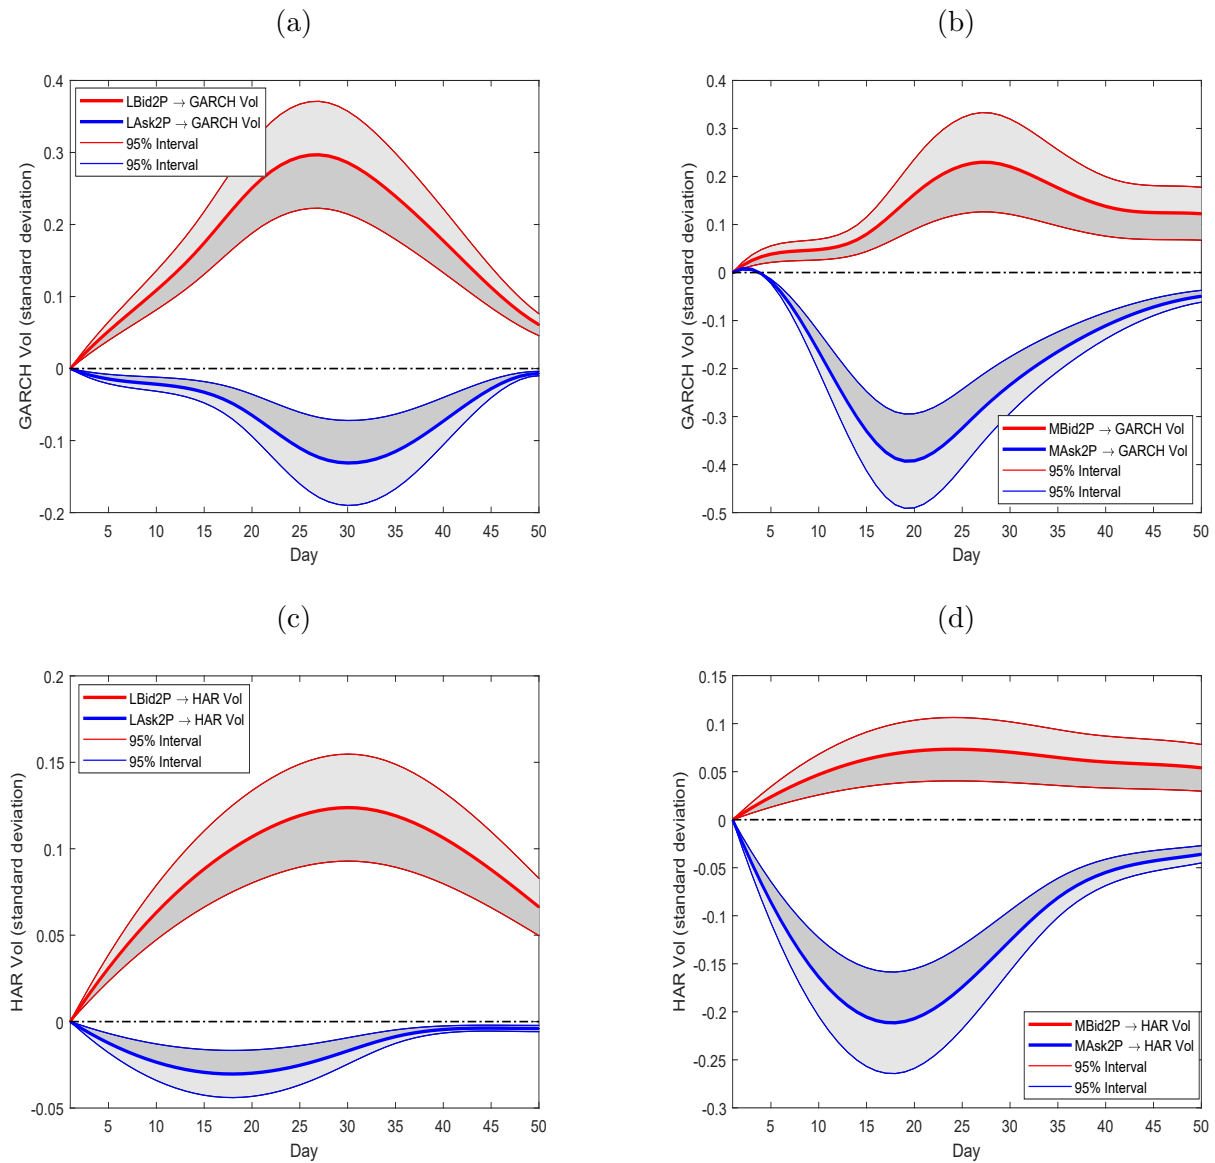 (a)
GARCH Vol (standard deviation)
0.4
0.3
0.2
0.1
0
-0.1
-0.2
LBid2P → GARCH Vol
LAsk2P → GARCH Vol
95% Interval
95% Interval
5 10 15 20 25 30 35 40 45 50
Day
(b)
GARCH Vol (standard deviation)
0.4
0.3
0.2
0.1
0
-0.1
-0.2
-0.3
-0.4
-0.5
MBid2P → GARCH Vol
MAsk2P → GARCH Vol
95% Interval
95% Interval
5 10 15 20 25 30 35 40 45 50
Day
(c)
HAR Vol (standard deviation)
0.2
0.15
0.1
0.05
0
-0.05
LBid2P → HAR Vol
LAsk2P → HAR Vol
95% Interval
95% Interval
5 10 15 20 25 30 35 40 45 50
Day
(d)
HAR Vol (standard deviation)
0.15
0.1
0.05
0
-0.05
-0.1
-0.15
-0.2
-0.25
-0.3
MBid2P → HAR Vol
MAsk2P → HAR Vol
95% Interval
95% Interval
5 10 15 20 25 30 35 40 45 50
Day